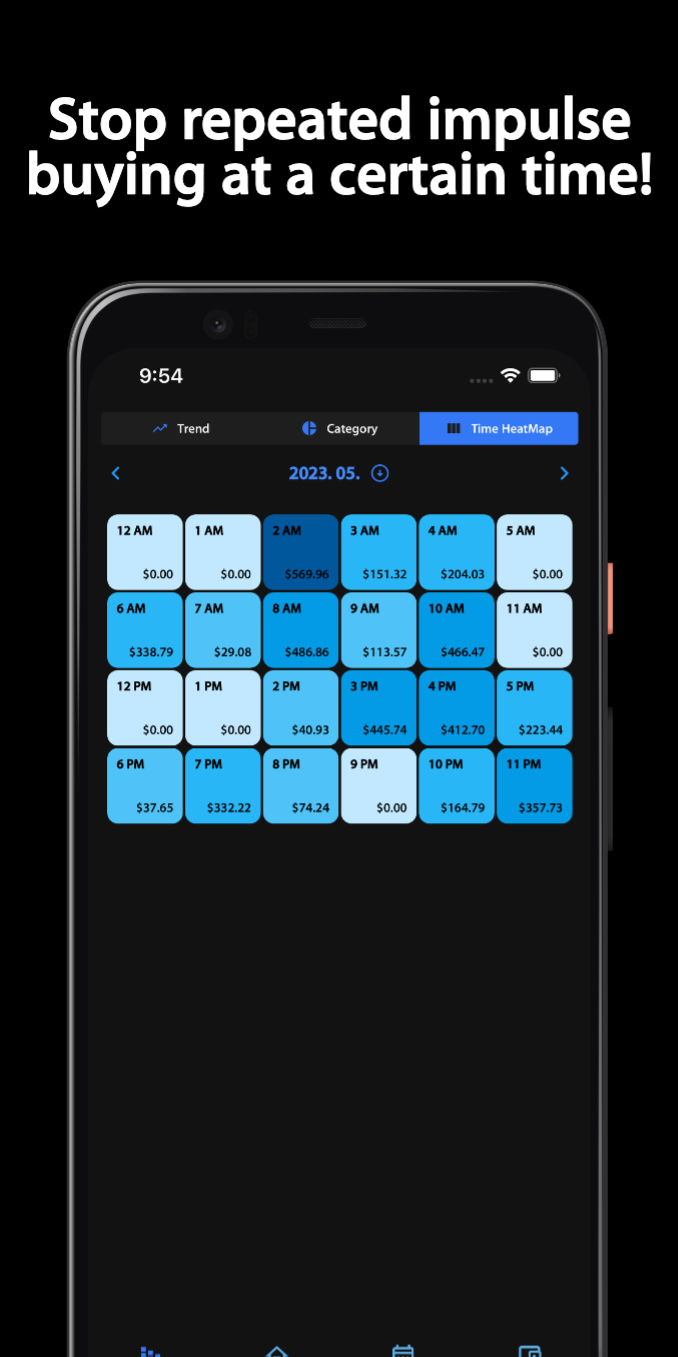 Stop repeated impulse
buying at a certain time!
9:54
Trend Category Time HeatMap
2023. 05.
12 AM 1 AM 2 AM 3 AM 4 AM 5 AM
$0.00 $0.00 $569.96 $151.32 $204.03 $0.00
6 AM 7 AM 8 AM 9 AM 10 AM 11 AM
$338.79 $29.08 $486.86 $113.57 $466.47 $0.00
12 PM 1 PM 2 PM 3 PM 4 PM 5 PM
$0.00 $0.00 $40.93 $445.74 $412.70 $223.44
6 PM 7 PM 8 PM 9 PM 10 PM 11 PM
$37.65 $332.22 $74.24 $0.00 $164.79 $357.73